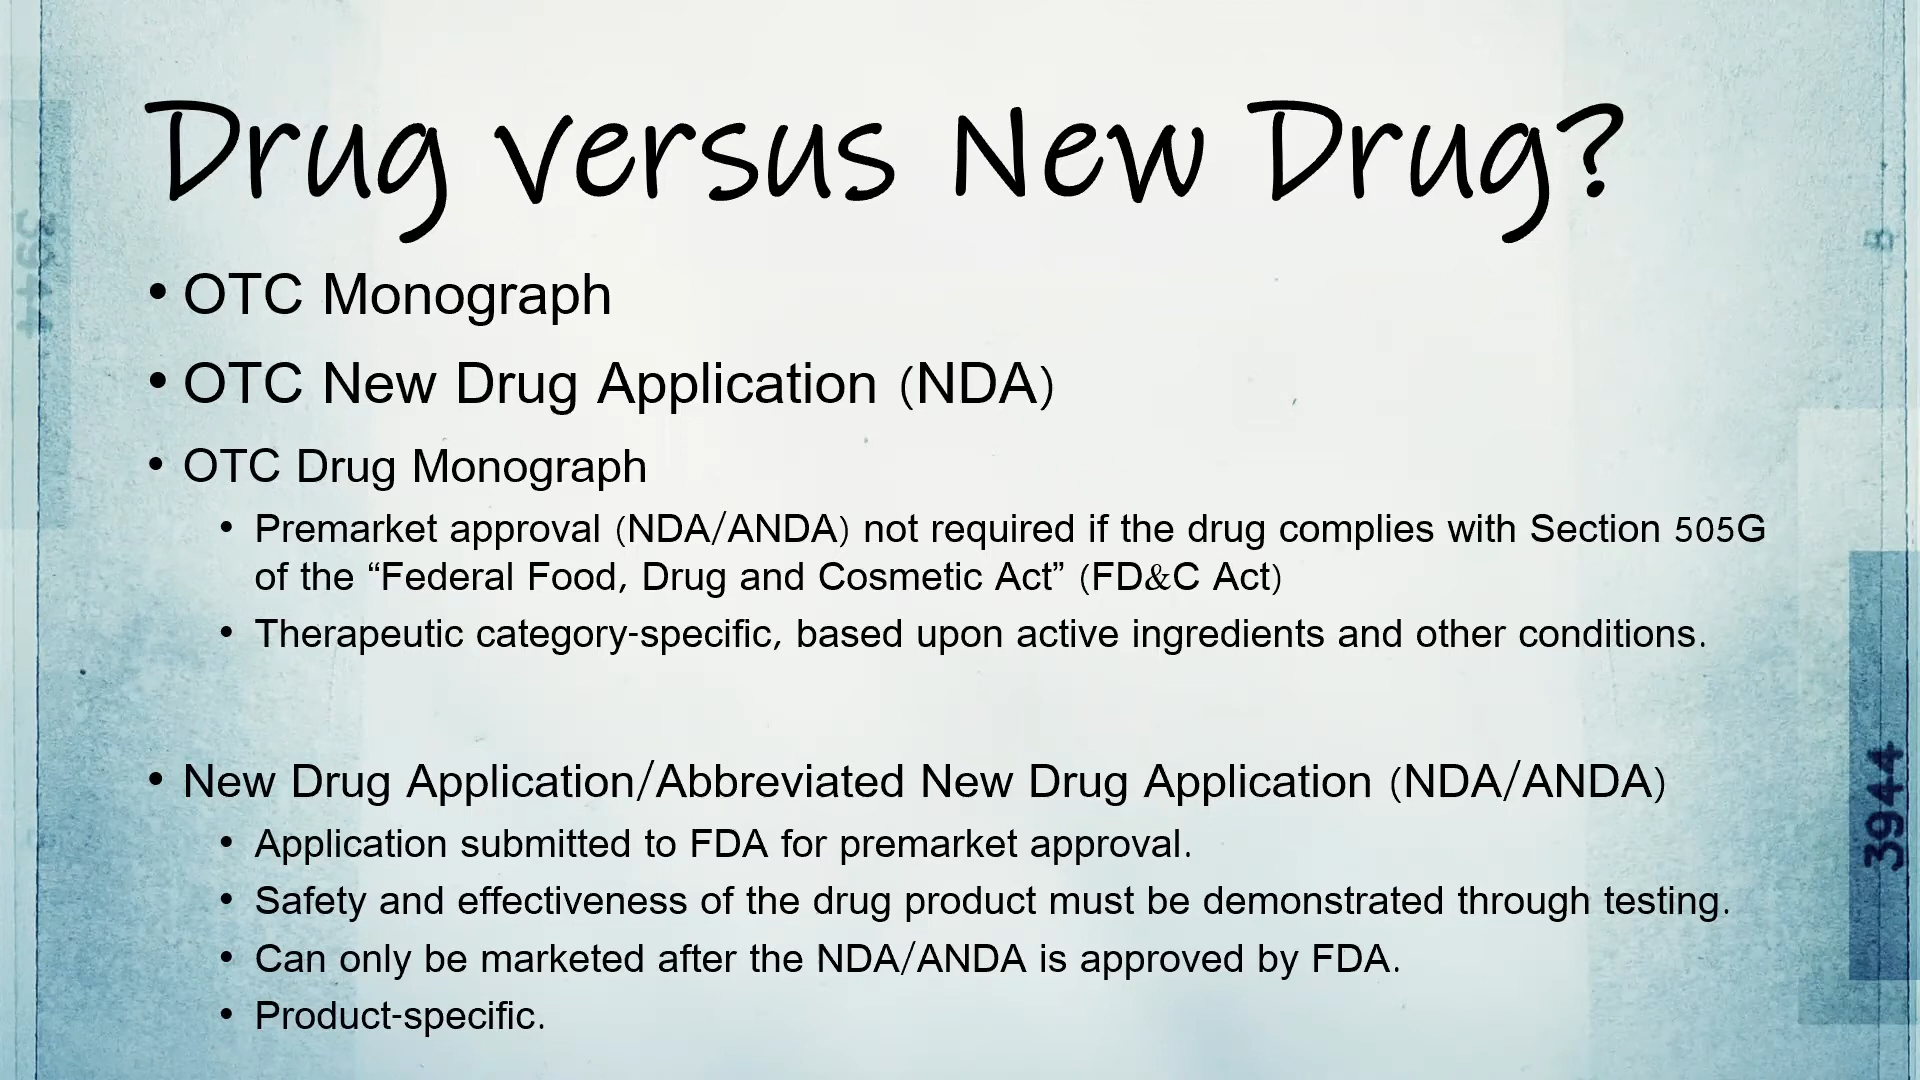 Drug versus New Drug?
• OTC Monograph
• OTC New Drug Application (NDA)
• OTC Drug Monograph
• Premarket approval (NDA/ANDA) not required if the drug complies with Section 505G
of the “Federal Food, Drug and Cosmetic Act” (FD&C Act)
• Therapeutic category-specific, based upon active ingredients and other conditions.
• New Drug Application/Abbreviated New Drug Application (NDA/ANDA)
• Application submitted to FDA for premarket approval.
• Safety and effectiveness of the drug product must be demonstrated through testing.
• Can only be marketed after the NDA/ANDA is approved by FDA.
• Product-specific.
3944